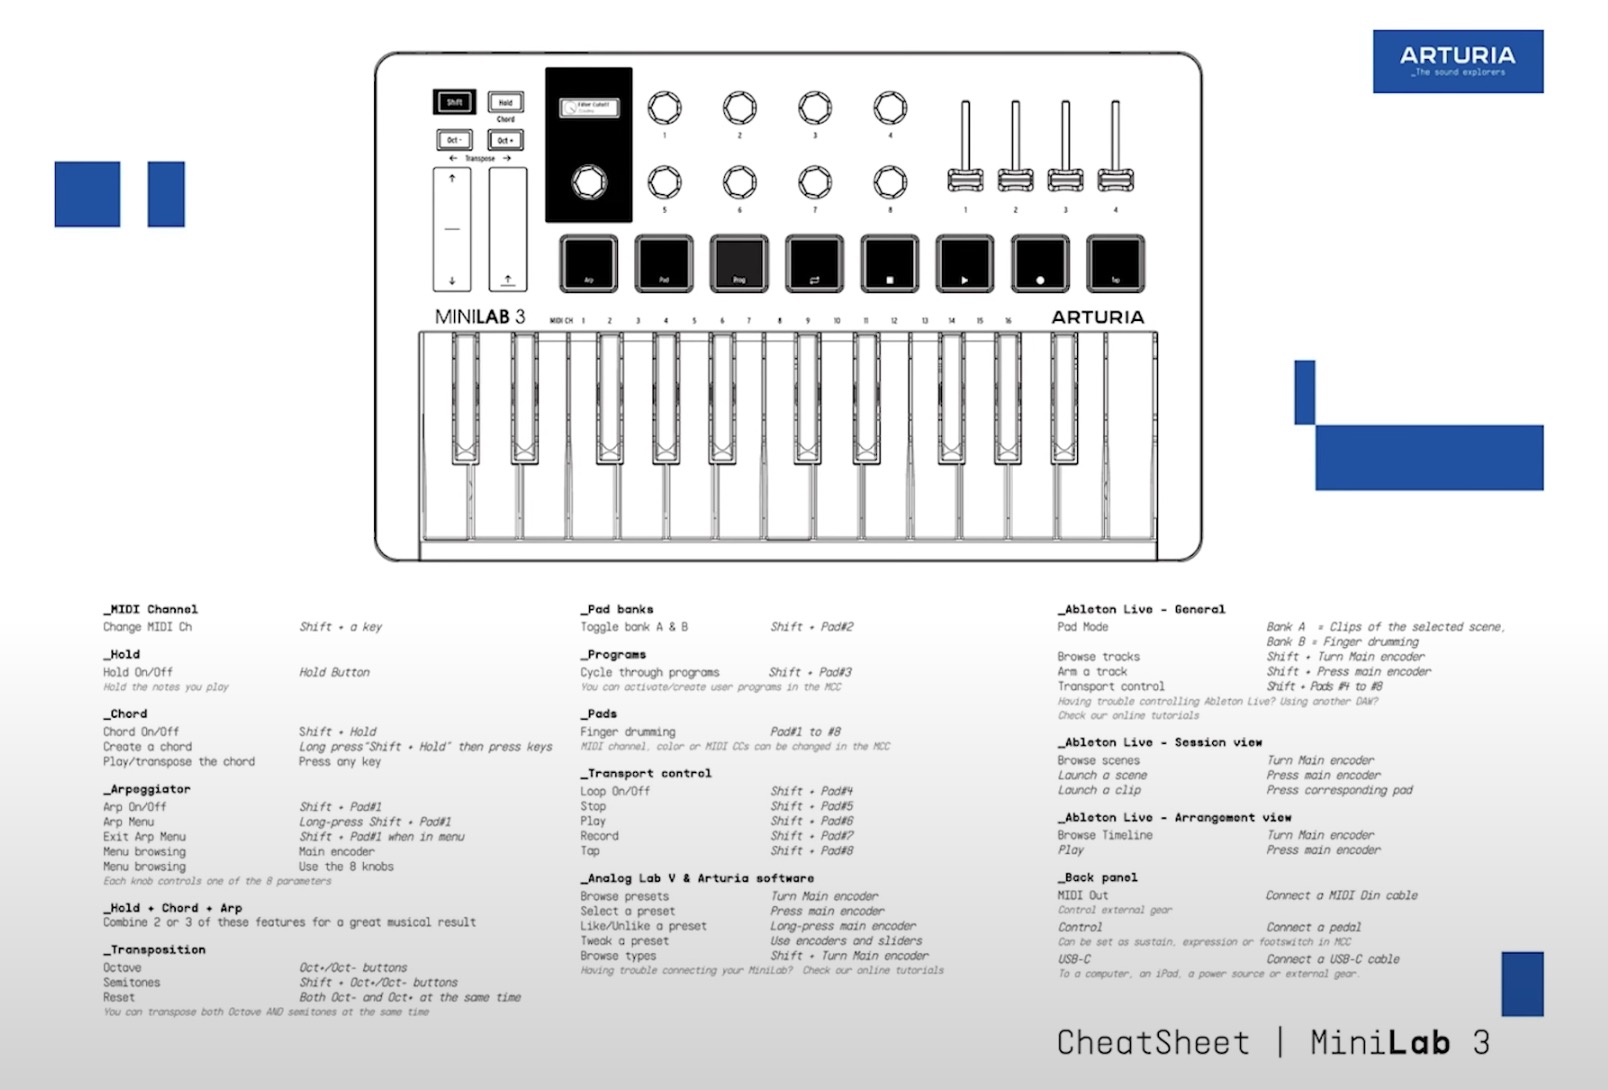 ARTURIA
_The sound explorers
Shift
Hold
Chord
Filter Cutoff
Oct -
Oct +
← Transpose →
1 2 3 4
5 6 7 8
1 2 3 4
Arp
Pad
Prog
Tap
MINILAB 3
MIDI CH 1 2 3 4 5 6 7 8 9 10 11 12 13 14 15 16
ARTURIA
_MIDI Channel
Change MIDI Ch Shift + a key
_Hold
Hold On/Off Hold Button
Hold the notes you play
_Chord
Chord On/Off Shift + Hold
Create a chord Long press"Shift + Hold" then press keys
Play/transpose the chord Press any key
_Arpeggiator
Arp On/Off Shift + Pad#1
Arp Menu Long-press Shift + Pad#1
Exit Arp Menu Shift + Pad#1 when in menu
Menu browsing Main encoder
Menu browsing Use the 8 knobs
Each knob controls one of the 8 parameters
_Hold + Chord + Arp
Combine 2 or 3 of these features for a great musical result
_Transposition
Octave Oct+/Oct- buttons
Semitones Shift + Oct+/Oct- buttons
Reset Both Oct- and Oct+ at the same time
You can transpose both Octave AND semitones at the same time
_Pad banks
Toggle bank A & B Shift + Pad#2
_Programs
Cycle through programs Shift + Pad#3
You can activate/create user programs in the MCC
_Pads
Finger drumming Pad#1 to #8
MIDI channel, color or MIDI CCs can be changed in the MCC
_Transport control
Loop On/Off Shift + Pad#4
Stop Shift + Pad#5
Play Shift + Pad#6
Record Shift + Pad#7
Tap Shift + Pad#8
_Analog Lab V & Arturia software
Browse presets Turn Main encoder
Select a preset Press main encoder
Like/Unlike a preset Long-press main encoder
Tweak a preset Use encoders and sliders
Browse types Shift + Turn Main encoder
Having trouble connecting your MiniLab? Check our online tutorials
_Ableton Live - General
Pad Mode Bank A = Clips of the selected scene,
Bank B = Finger drumming
Browse tracks Shift + Turn Main encoder
Arm a track Shift + Press main encoder
Transport control Shift + Pads #4 to #8
Having trouble controlling Ableton Live? Using another DAW?
Check our online tutorials
_Ableton Live - Session view
Browse scenes Turn Main encoder
Launch a scene Press main encoder
Launch a clip Press corresponding pad
_Ableton Live - Arrangement view
Browse Timeline Turn Main encoder
Play Press main encoder
_Back panel
MIDI Out Connect a MIDI Din cable
Control external gear
Control Connect a pedal
Can be set as sustain, expression or footswitch in MCC
USB-C Connect a USB-C cable
To a computer, an iPad, a power source or external gear.
CheatSheet | MiniLab 3